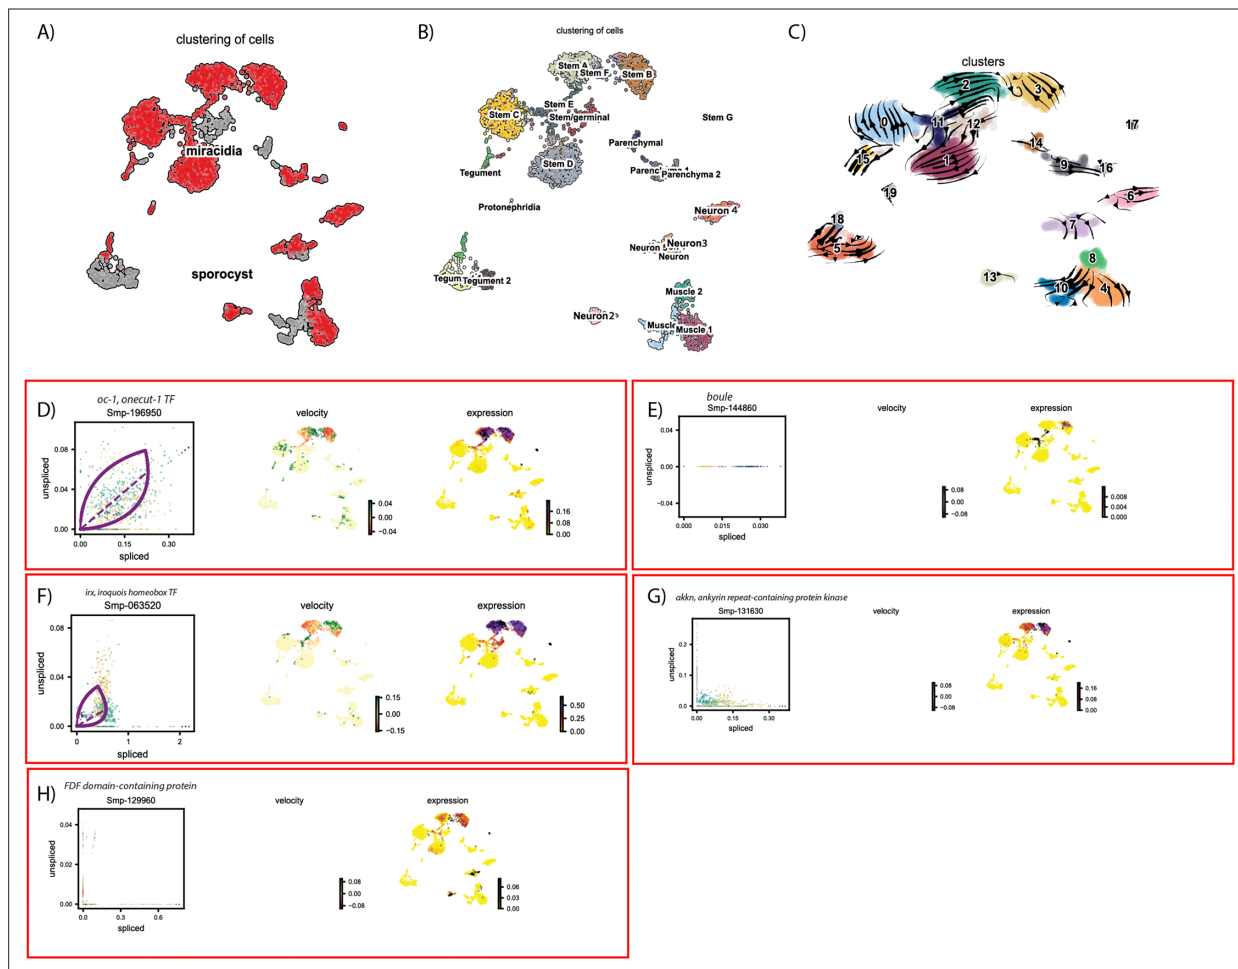 A)
clustering of cells
miracidia
sporocyst
B)
clustering of cells
Stem A
Stem F
Stem B
Stem E
Stem C
Stem/germinal
Stem G
Parenchymal
Stem D
Parenchyma 2
Tegument
Protonephridia
Neuron 4
Neuron3
Neuron
Tegument 2
Muscle 2
Neuron 2
Muscle 1
C)
clusters
2
3
0
11
12
17
14
15
1
9
16
19
6
18
7
5
8
13
10
4
D)
oc-1, onecut-1 TF
Smp-196950
velocity
expression
unspliced
0.08
0.04
0.00
0.00
0.15
0.30
spliced
0.04
0.00
−0.04
0.16
0.08
0.00
E)
boule
Smp-144860
velocity
expression
unspliced
0.04
0.00
−0.04
0.000
0.015
0.030
spliced
0.08
0.00
−0.08
0.008
0.004
0.000
F)
irx, iroquois homeobox TF
Smp-063520
velocity
expression
unspliced
0.08
0.04
0.00
0
1
2
spliced
0.15
0.00
−0.15
0.50
0.25
0.00
G)
akkn, ankyrin repeat-containing protein kinase
Smp-131630
velocity
expression
unspliced
0.2
0.1
0.0
0.00
0.15
0.30
spliced
0.08
0.00
−0.08
0.16
0.08
0.00
H)
FDF domain-containing protein
Smp-129960
velocity
expression
unspliced
0.04
0.02
0.00
0.0
0.3
0.6
spliced
0.08
0.00
−0.08
0.06
0.03
0.00